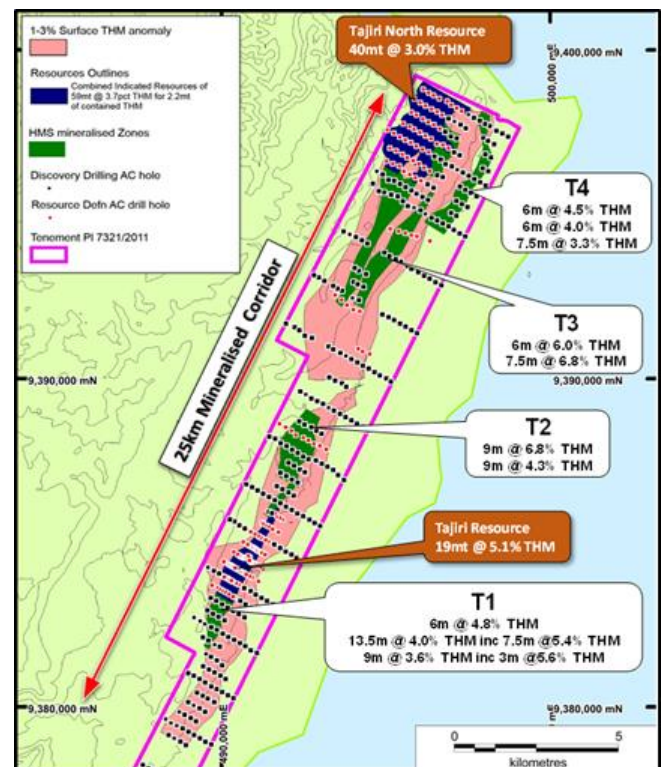 1-3% Surface THM anomaly
Resources Outlines
Combined Indicated Resources of
59mt @ 3.7pct THM for 2.2mt
of contained THM
HMS mineralised Zones
Discovery Drilling AC hole
Resource Defn AC drill hole
Tenement Pl 7321/2011
Tajiri North Resource
40mt @ 3.0% THM
500,000 mE
9,400,000 mN
T4
6m @ 4.5% THM
6m @ 4.0% THM
7.5m @ 3.3% THM
25km Mineralised Corridor
T3
6m @ 6.0% THM
7.5m @ 6.8% THM
9,390,000 mN
9,390,000 mN
T2
9m @ 6.8% THM
9m @ 4.3% THM
Tajiri Resource
19mt @ 5.1% THM
T1
6m @ 4.8% THM
13.5m @ 4.0% THM inc 7.5m @5.4% THM
9m @ 3.6% THM inc 3m @5.6% THM
9,380,000 mN
490,000 mE
9,380,000 mN
0 5
kilometres